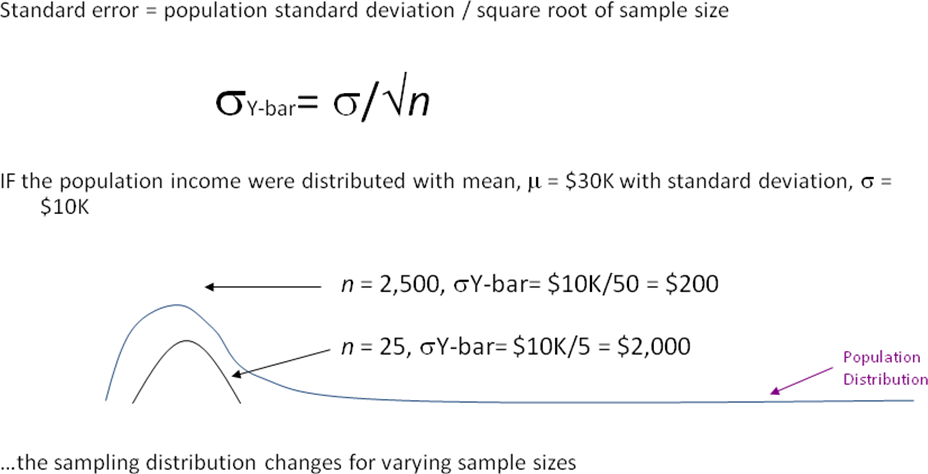 Standard error = population standard deviation / square root of sample size
σY-bar= σ/√n
IF the population income were distributed with mean, μ = $30K with standard deviation, σ =
$10K
n = 2,500, σY-bar= $10K/50 = $200
n = 25, σY-bar= $10K/5 = $2,000
Population
Distribution
…the sampling distribution changes for varying sample sizes